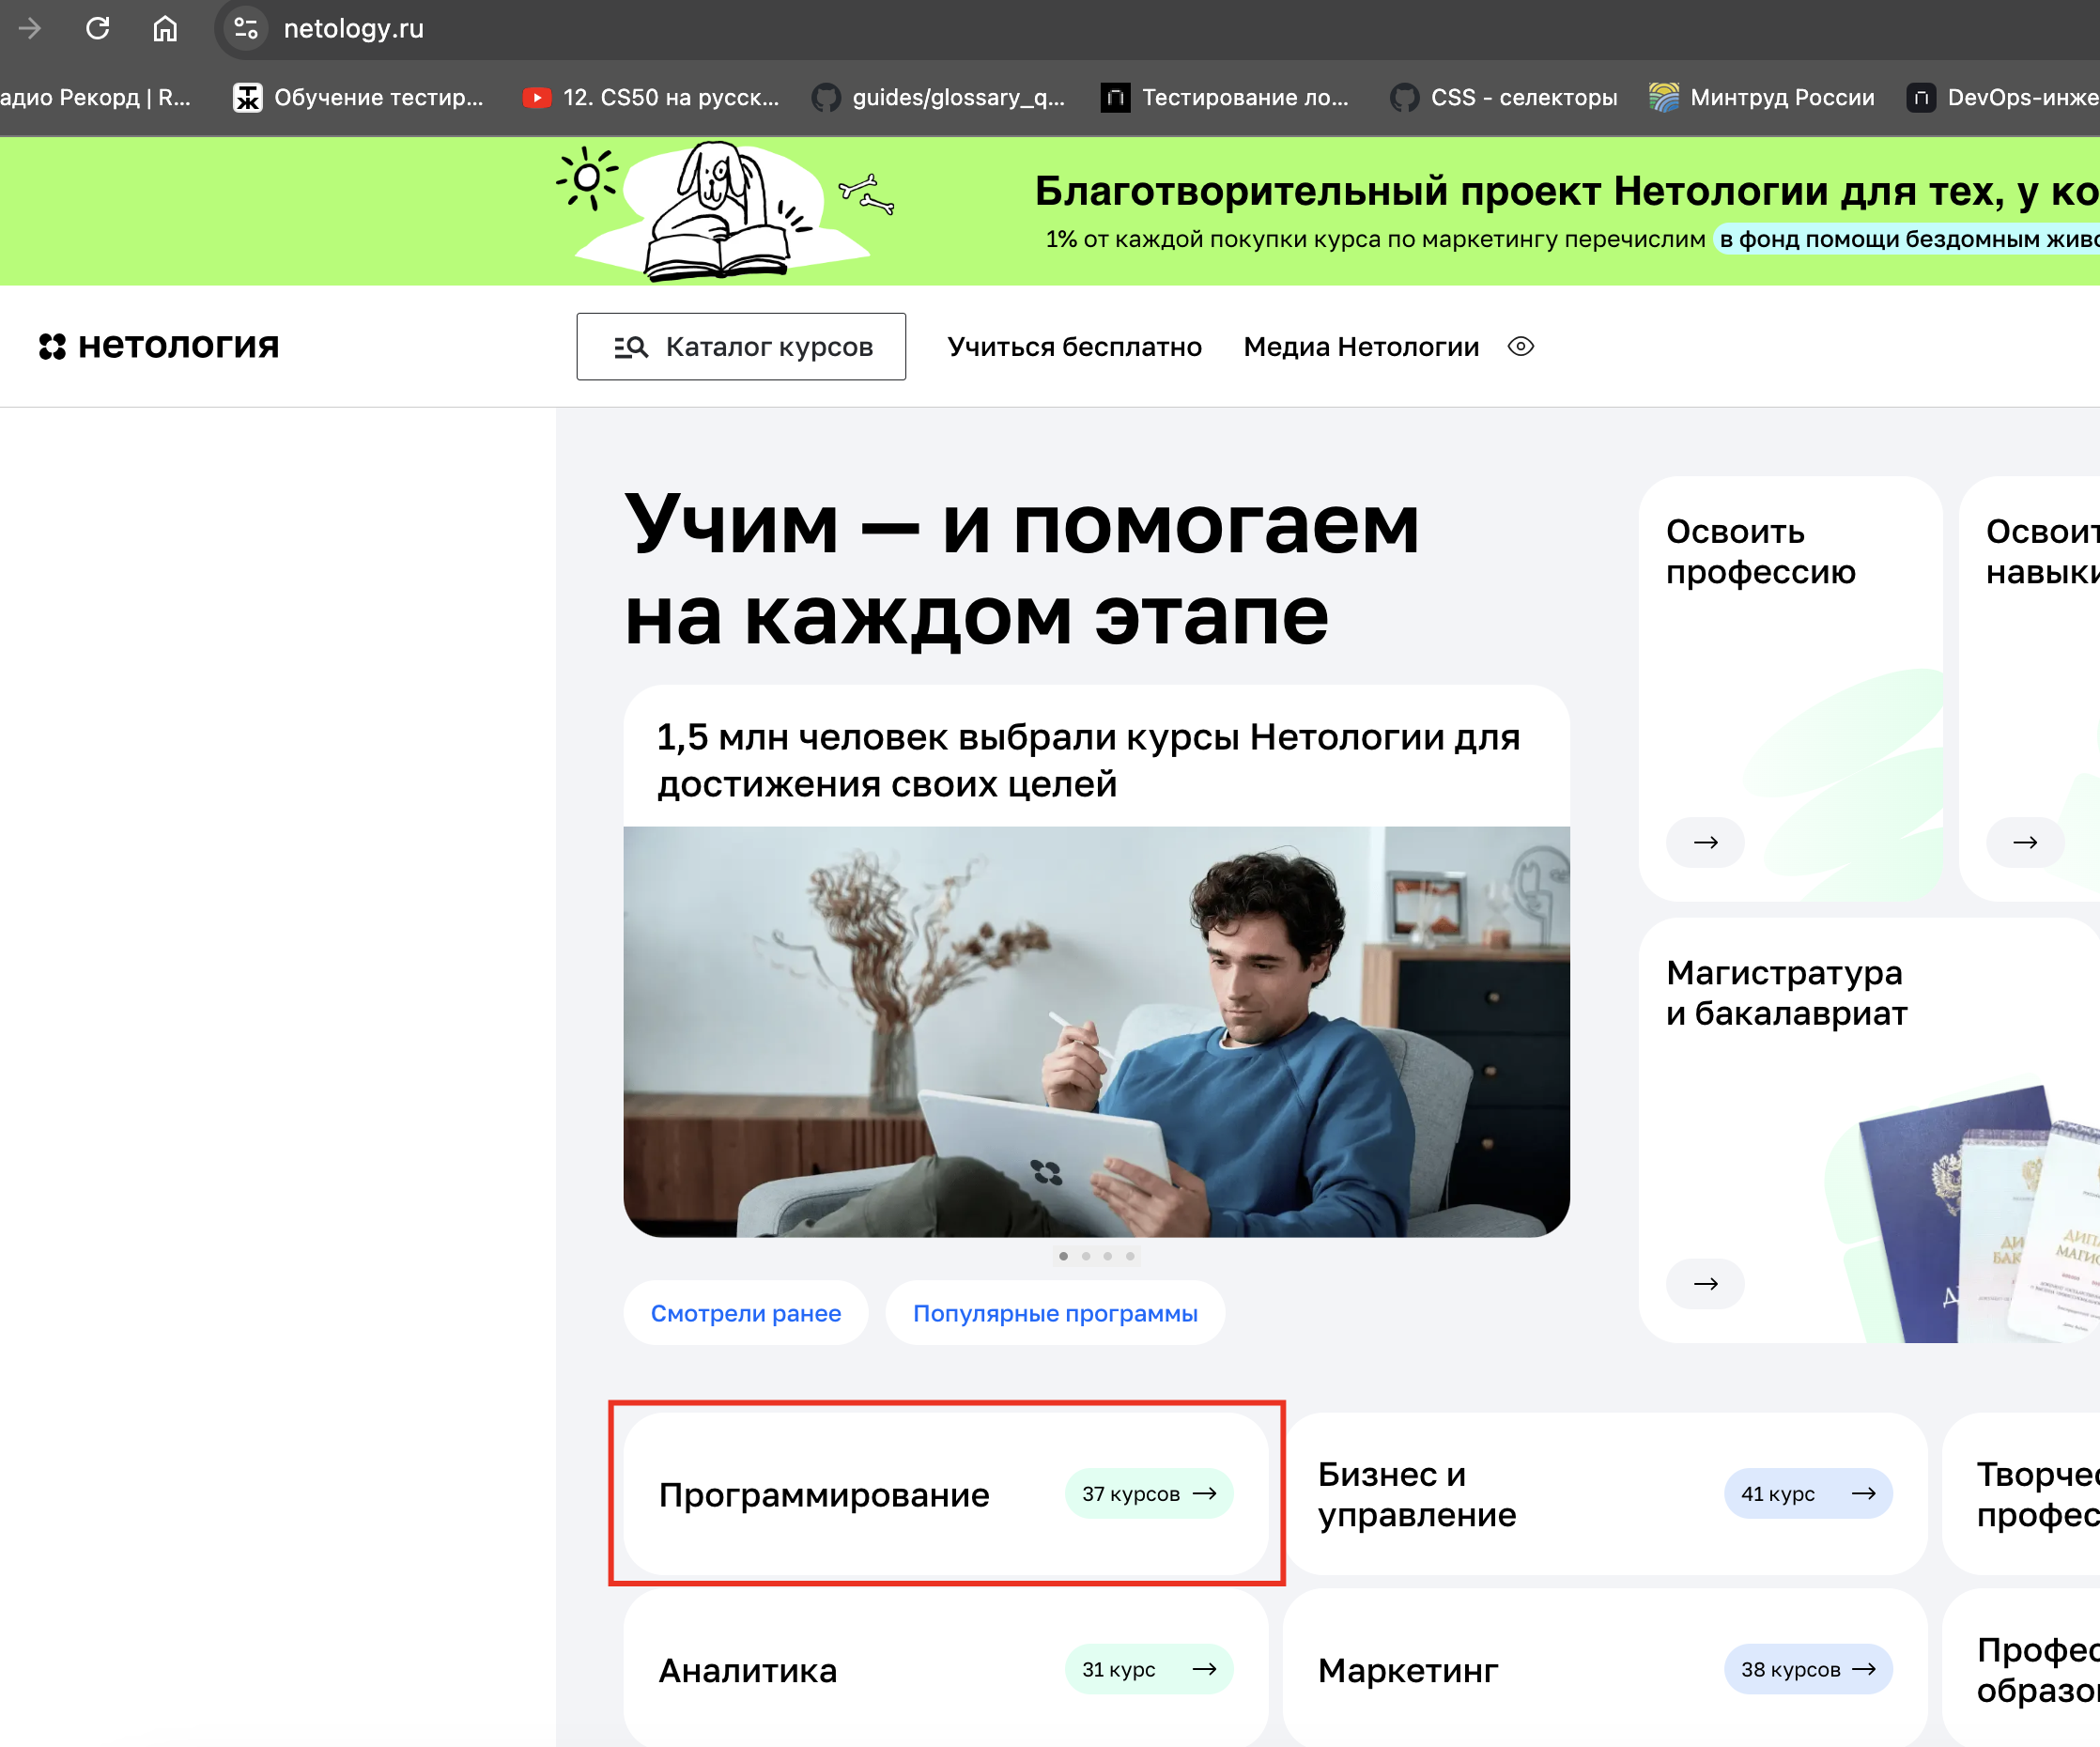 netology.ru
адио Рекорд | R...
Обучение тестир...
12. CS50 на русск...
guides/glossary_q...
Тестирование ло...
CSS - селекторы
Минтруд России
DevOps-инже
Благотворительный проект Нетологии для тех, у ко
1% от каждой покупки курса по маркетингу перечислим в фонд помощи бездомным живо
нетология
Каталог курсов
Учиться бесплатно
Медиа Нетологии
Учим — и помогаем
на каждом этапе
1,5 млн человек выбрали курсы Нетологии для
достижения своих целей
Смотрели ранее
Популярные программы
Освоить
профессию
Освоит
навыки
Магистратура
и бакалавриат
Программирование
37 курсов
Бизнес и
управление
41 курс
Творчес
професс
Аналитика
31 курс
Маркетинг
38 курсов
Профес
образо